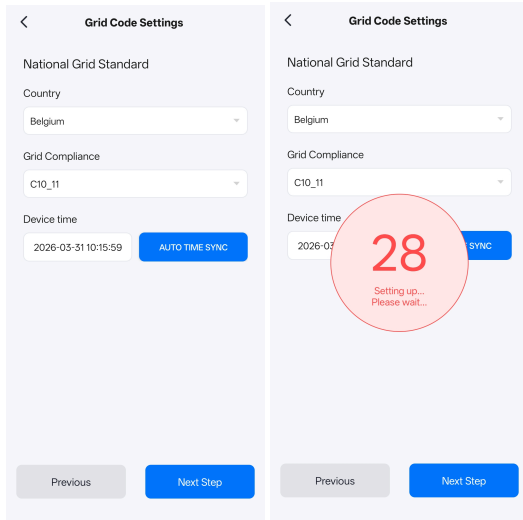 Grid Code Settings
National Grid Standard
Country
Belgium
Grid Compliance
C10_11
Device time
2026-03-31 10:15:59
AUTO TIME SYNC
Previous
Next Step
Grid Code Settings
National Grid Standard
Country
Belgium
Grid Compliance
C10_11
Device time
2026-03
SYNC
28
Setting up...
Please wait...
Previous
Next Step